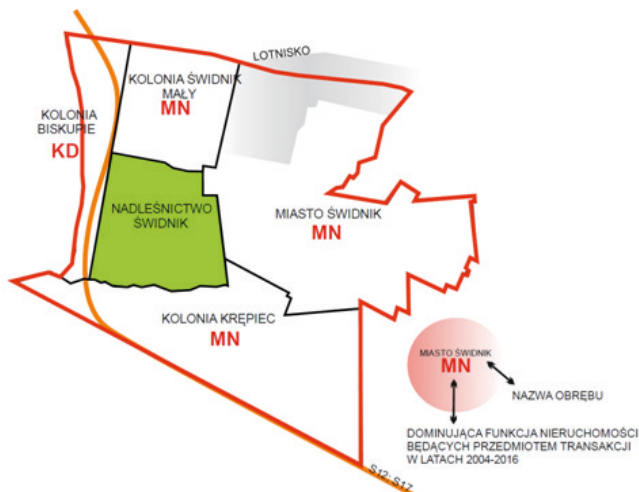 LOTNISKO
KOLONIA ŚWIDNIK
MAŁY
MN
KOLONIA
BISKUPIE
KD
NADLEŚNICTWO
ŚWIDNIK
MIASTO ŚWIDNIK
MN
KOLONIA KRĘPIEC
MN
MIASTO ŚWIDNIK
MN
NAZWA OBRĘBU
DOMINUJĄCA FUNKCJA NIERUCHOMOŚCI
BĘDĄCYCH PRZEDMIOTEM TRANSAKCJI
W LATACH 2004-2016
S12; S17